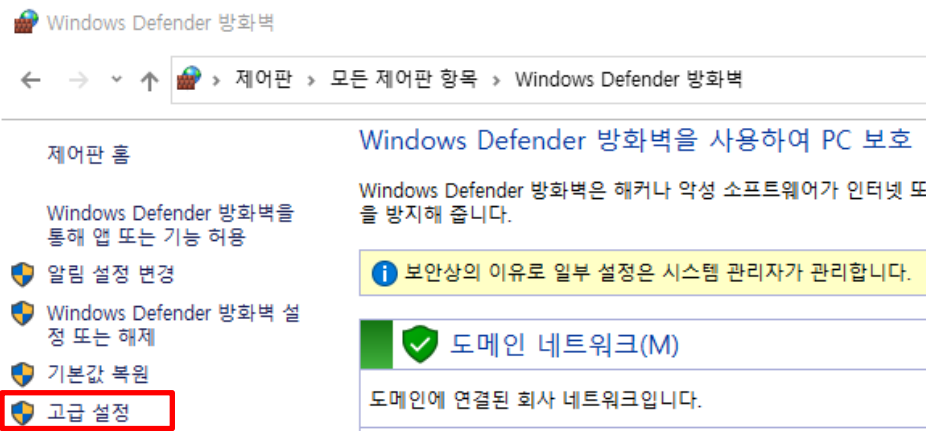 Windows Defender 방화벽
제어판 > 모든 제어판 항목 > Windows Defender 방화벽
제어판 홈
Windows Defender 방화벽을
통해 앱 또는 기능 허용
알림 설정 변경
Windows Defender 방화벽 설
정 또는 해제
기본값 복원
고급 설정
Windows Defender 방화벽을 사용하여 PC 보호
Windows Defender 방화벽은 해커나 악성 소프트웨어가 인터넷 또
을 방지해 줍니다.
보안상의 이유로 일부 설정은 시스템 관리자가 관리합니다.
도메인 네트워크(M)
도메인에 연결된 회사 네트워크입니다.